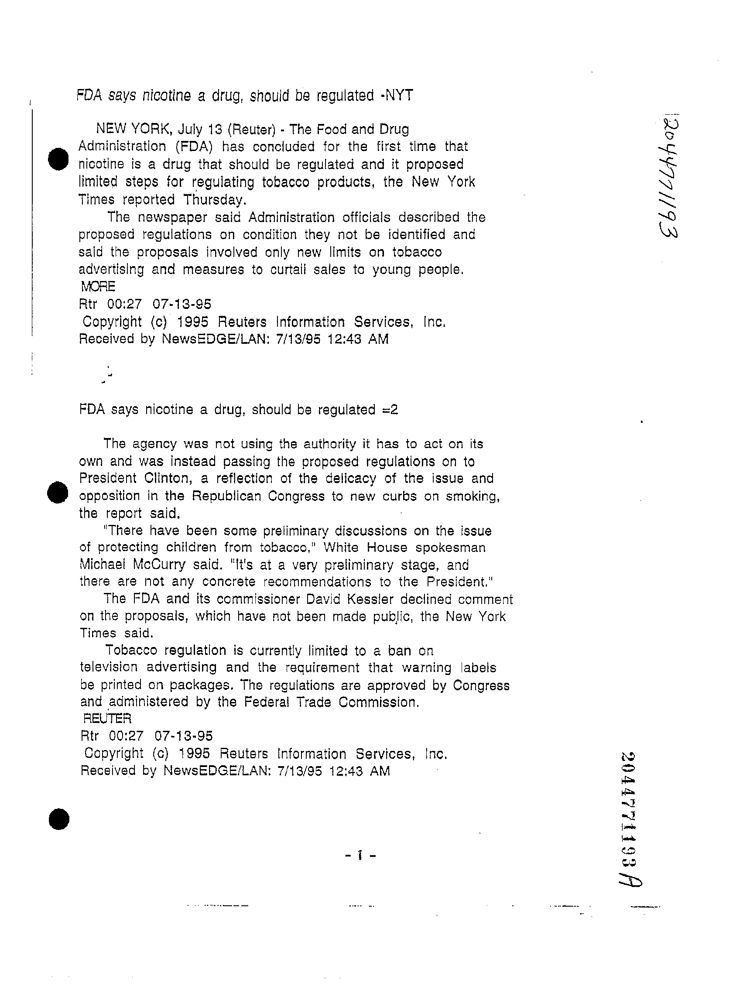 FDA says nicotine a drug, should be regulated -NYT
NEW YORK, July 13 (Reuter) - The Food and Drug
Administration (FDA) has concluded for the first time that
nicotine is a drug that should be regulated and it proposed
limited steps for regulating tobacco products, the New York
Times reported Thursday.
The newspaper said Administration officials described the
proposed regulations on condition they not be identified and
said the proposals involved only new limits on tobacco
advertising and measures to curtail sales to young people.
MORE
Rtr 00:27 07-13-95
Copyright (c) 1995 Reuters Information Services, Inc.
Received by NewsEDGE/LAN: 7/13/95 12:43 AM
FDA says nicotine a drug, should be regulated =2
The agency was not using the authority it has to act on its
own and was instead passing the proposed regulations on to
President Clinton, a reflection of the delicacy of the issue and
opposition in the Republican Congress to new curbs on smoking,
the report said.
"There have been some preliminary discussions on the issue
of protecting children from tobacco," White House spokesman
Michael McCurry said. "It's at a very preliminary stage, and
there are not any concrete recommendations to the President."
The FDA and its commissioner David Kessler declined comment
on the proposals, which have not been made public, the New York
Times said.
Tobacco regulation is currently limited to a ban on
television advertising and the requirement that warning labels
be printed on packages. The regulations are approved by Congress
and administered by the Federal Trade Commission.
REUTER
Rtr 00:27 07-13-95
Copyright (c) 1995 Reuters Information Services, Inc.
Received by NewsEDGE/LAN: 7/13/95 12:43 AM
- 1 -
2044771193
2044771193A